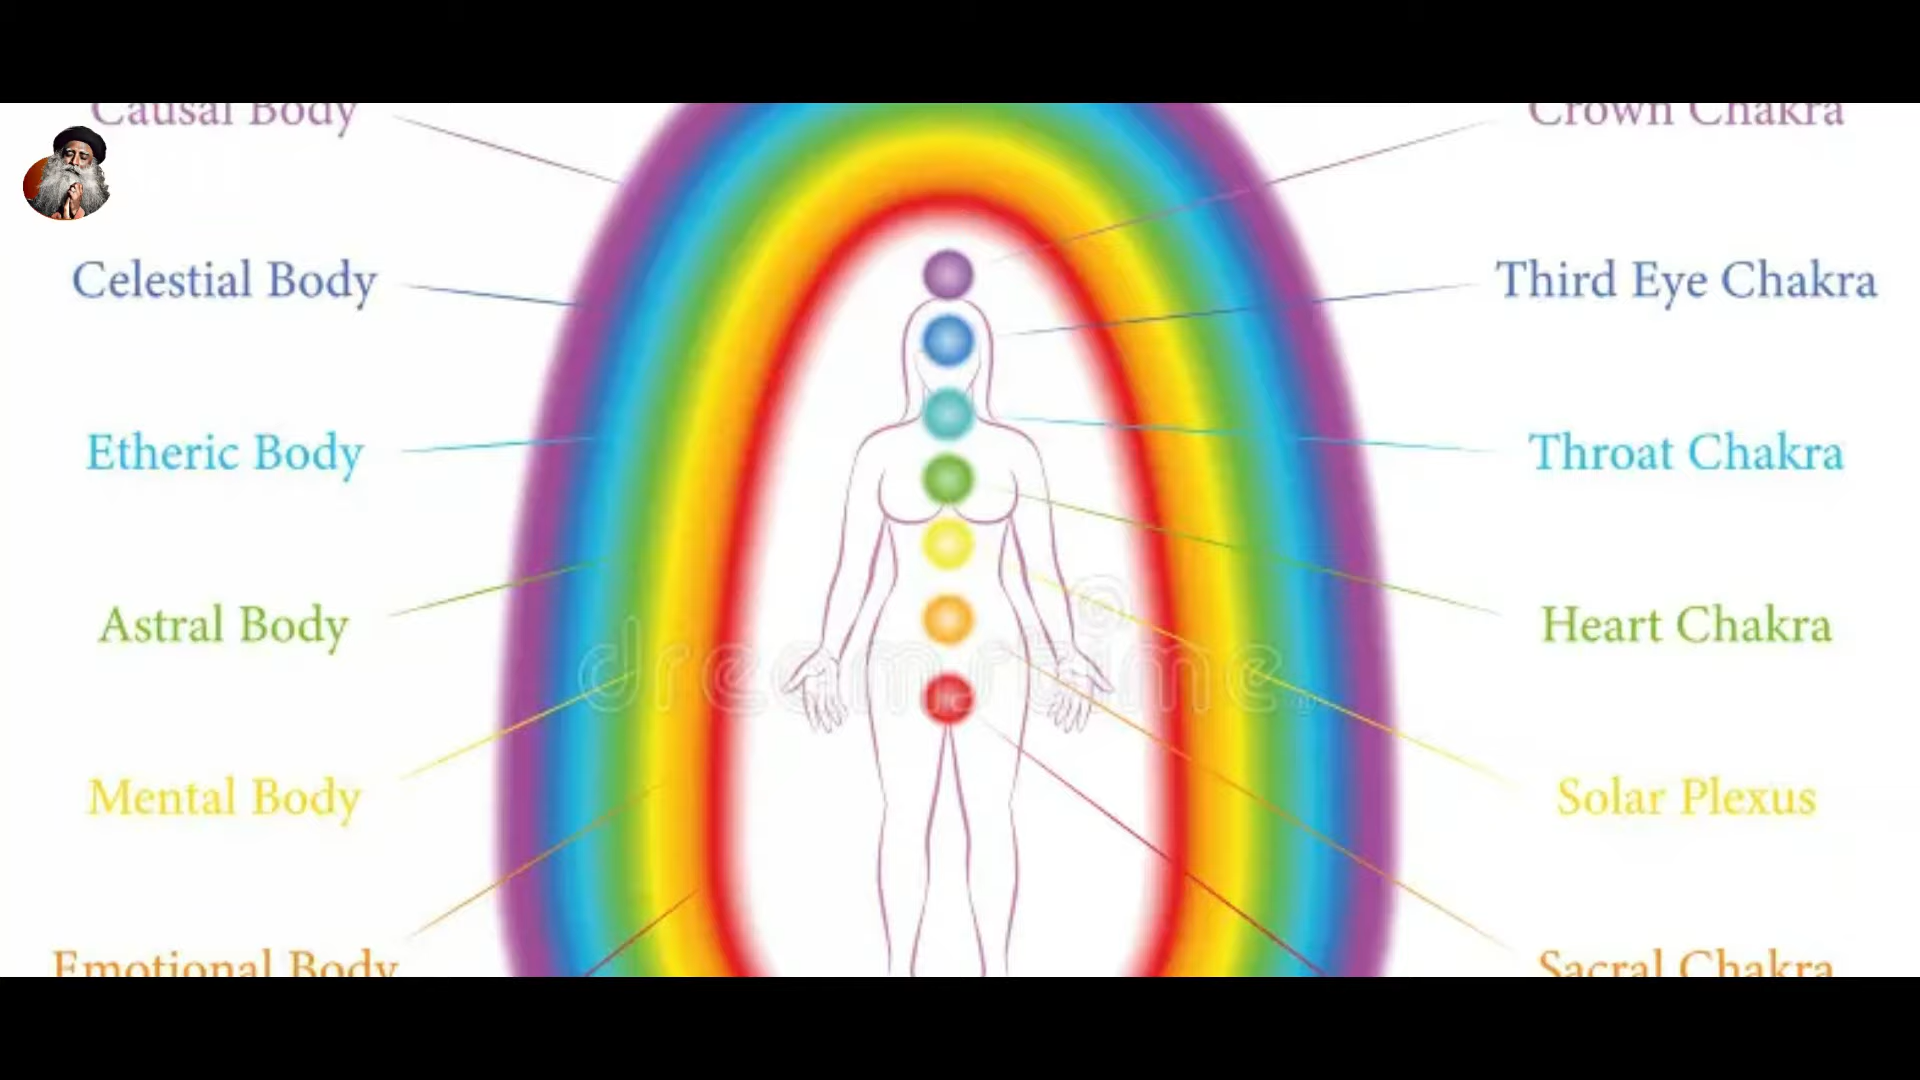 Causal Body
Crown Chakra
Celestial Body
Third Eye Chakra
Etheric Body
Throat Chakra
Astral Body
Heart Chakra
dreamstime.
Mental Body
Solar Plexus
Emotional Body
Sacral Chakra